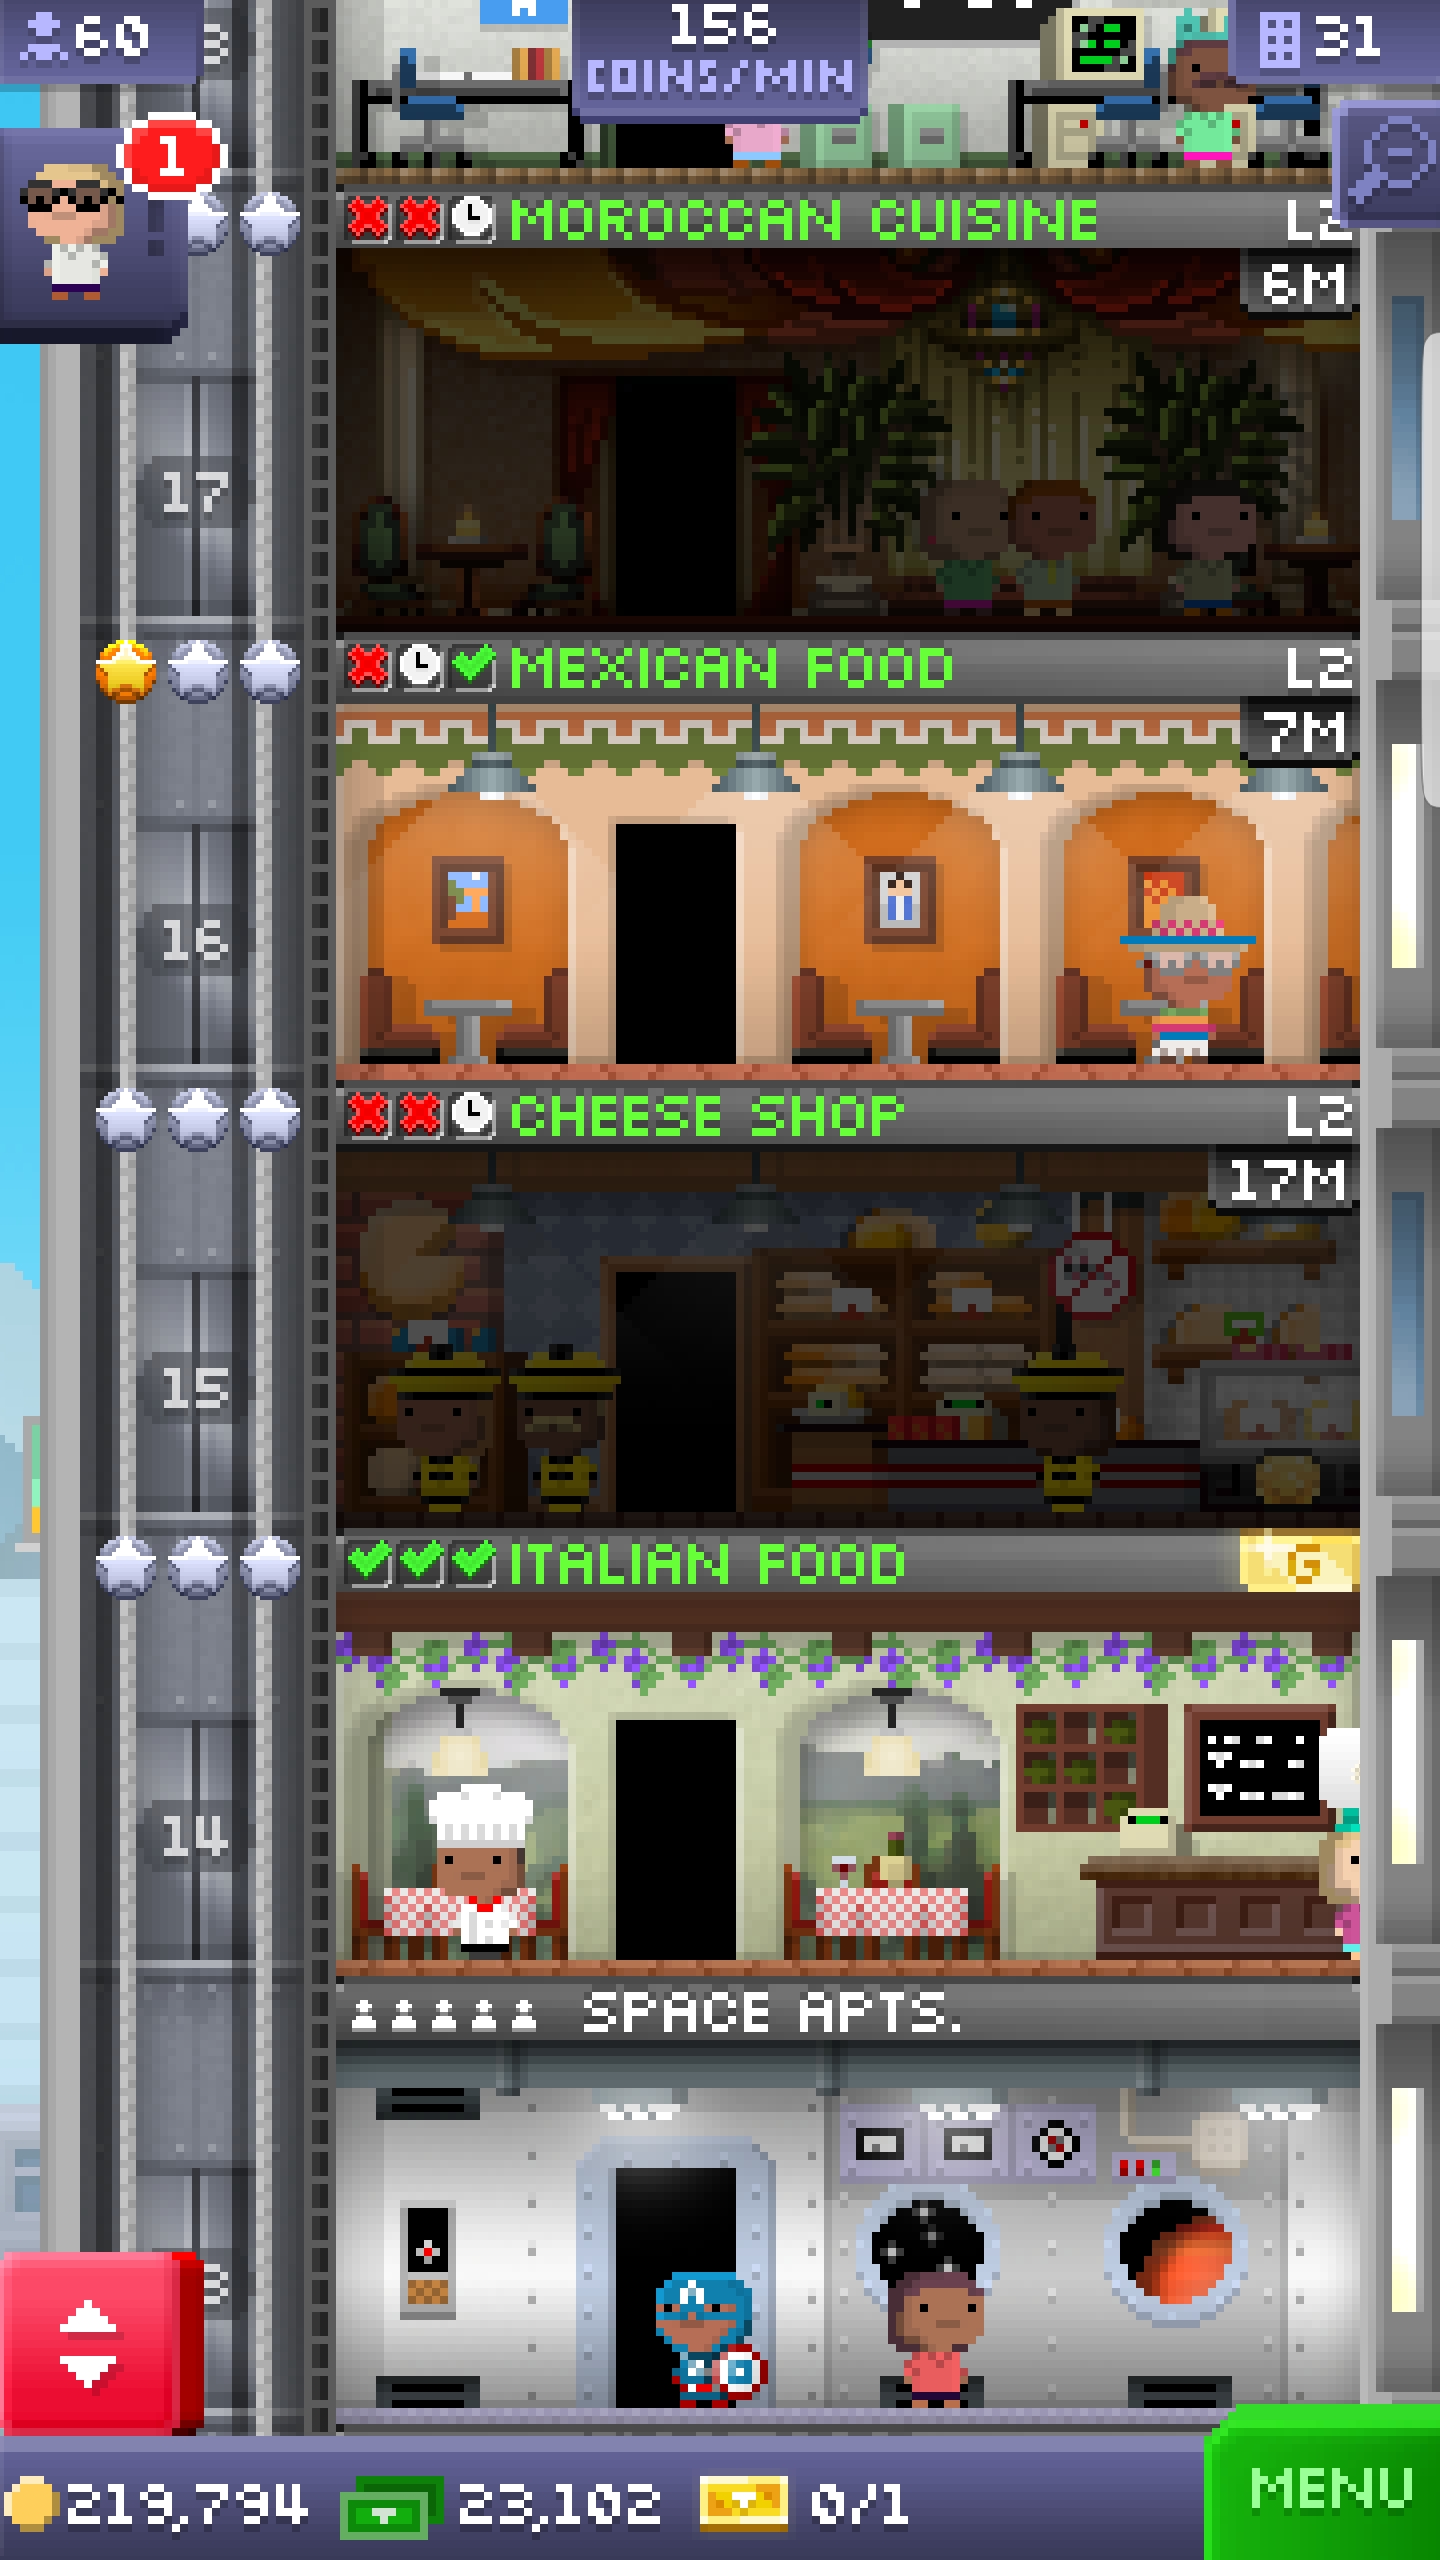 60
156
COINS/MIN
31
1
MOROCCAN CUISINE
L2
6M
17
MEXICAN FOOD
L2
7M
16
CHEESE SHOP
L2
17M
15
ITALIAN FOOD
G
14
SPACE APTS.
219,794
23,102
0/1
MENU